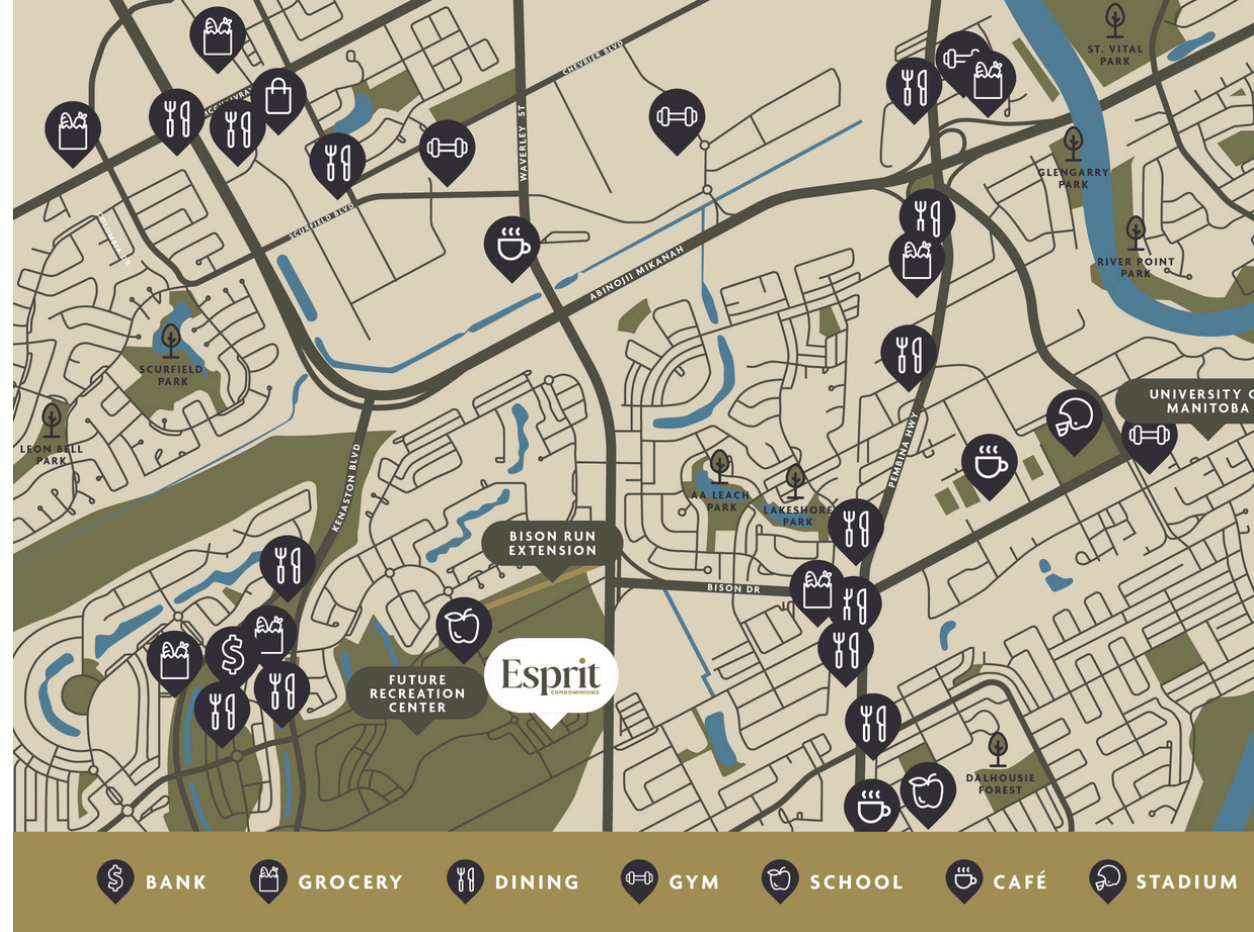 ST. VITAL
PARK
CHEVRIER BLVD
WAVERLEY ST
GLENGARRY
PARK
SCURFIELD BLVD
RIVER POINT
PARK
ABINOJII MIKANAH
SCURFIELD
PARK
UNIVERSITY O
MANITOBA
LEON BELL
PARK
KENASTON BLVD
PEMBINA HWY
AA LEACH
PARK
LAKESHORE
PARK
BISON RUN
EXTENSION
BISON DR
Esprit
CONDOMINIUMS
FUTURE
RECREATION
CENTER
DALHOUSIE
FOREST
BANK
GROCERY
DINING
GYM
SCHOOL
CAFÉ
STADIUM